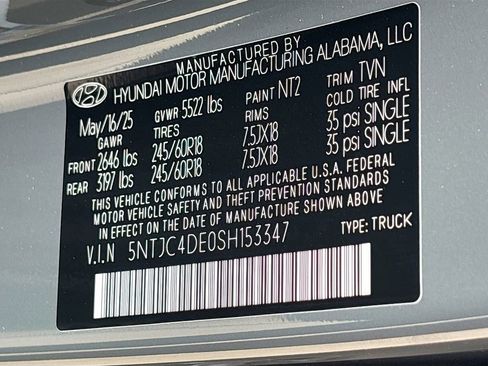 MANUFACTURED BY
HYUNDAI MOTOR MANUFACTURING ALABAMA, LLC
May/16/25 GVWR 5522 lbs PAINT NT2 TRIM TVN
GAWR TIRES RIMS COLD TIRE INFL
FRONT 2646 lbs 245/60R18 7.5JX18 35 psi SINGLE
REAR 3197 lbs 245/60R18 7.5JX18 35 psi SINGLE
THIS VEHICLE CONFORMS TO ALL APPLICABLE U.S.A. FEDERAL
MOTOR VEHICLE SAFETY AND THEFT PREVENTION STANDARDS
IN EFFECT ON THE DATE OF MANUFACTURE SHOWN ABOVE
V.I.N 5NTJC4DE0SH153347 TYPE: TRUCK